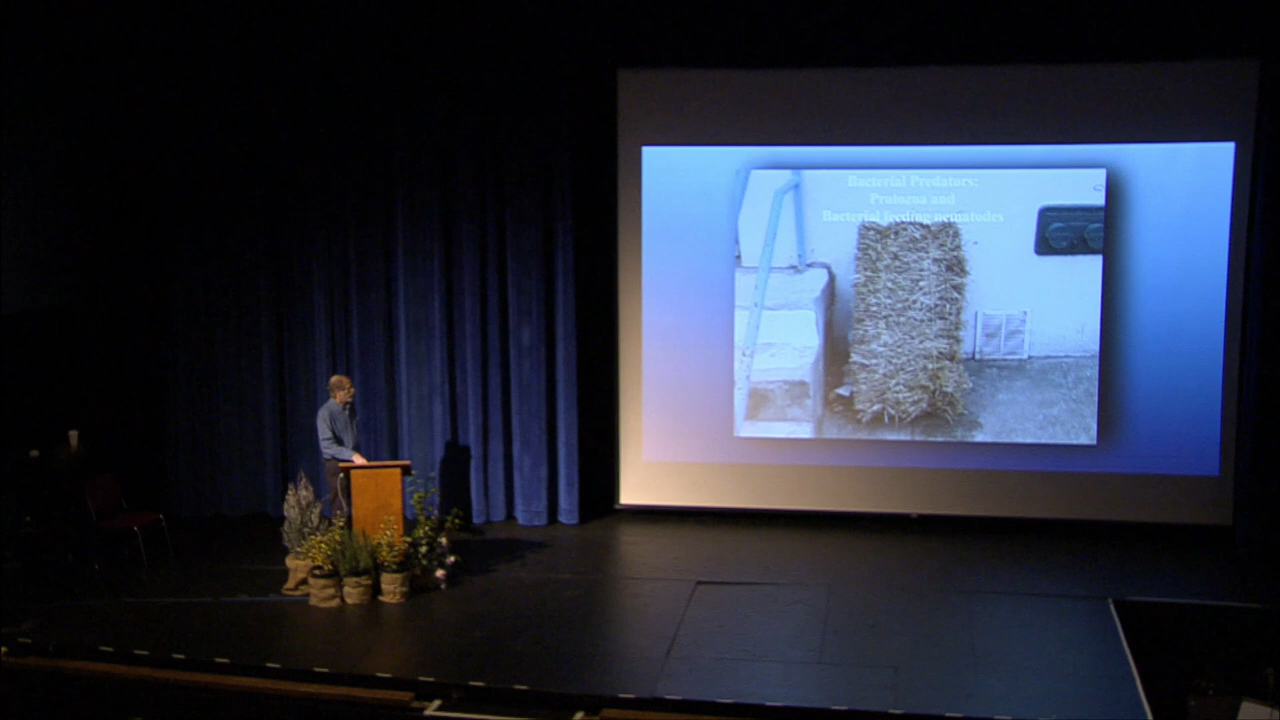 Bacterial Predators:
Protozoa and
Bacterial feeding nematodes